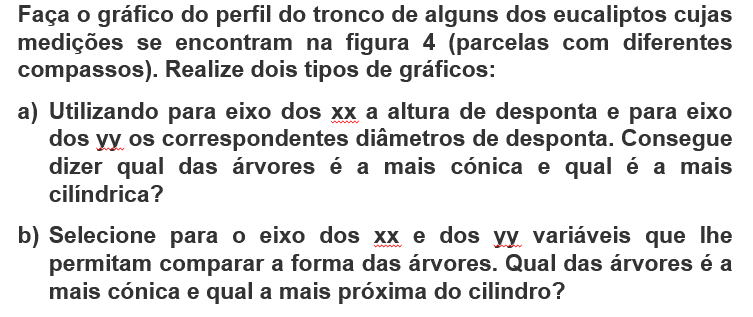 Faça o gráfico do perfil do tronco de alguns dos eucaliptos cujas
medições se encontram na figura 4 (parcelas com diferentes
compassos). Realize dois tipos de gráficos:
a) Utilizando para eixo dos xx a altura de desponta e para eixo
dos yy os correspondentes diâmetros de desponta. Consegue
dizer qual das árvores é a mais cónica e qual é a mais
cilíndrica?
b) Selecione para o eixo dos xx e dos yy variáveis que lhe
permitam comparar a forma das árvores. Qual das árvores é a
mais cónica e qual a mais próxima do cilindro?